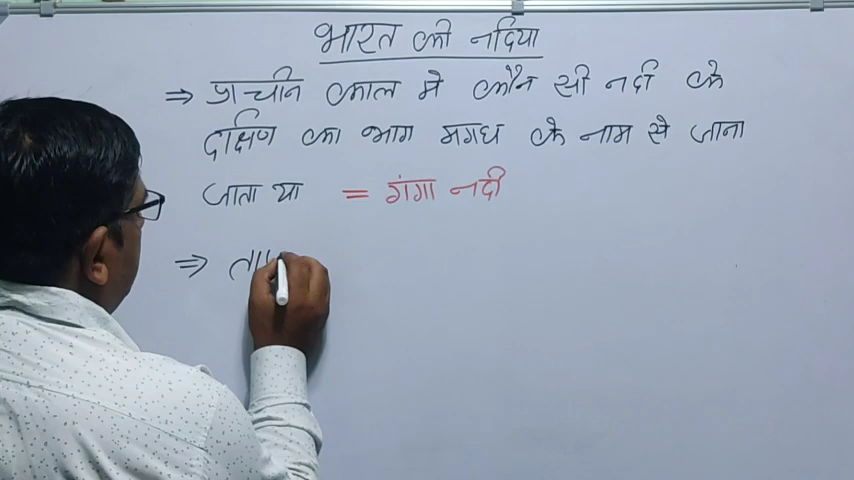 भारत की नदिया
⇒ प्राचीन काल मे कौन सी नदी के
दक्षिण का भाग मगध के नाम से जाना
जाता था = गंगा नदी
⇒